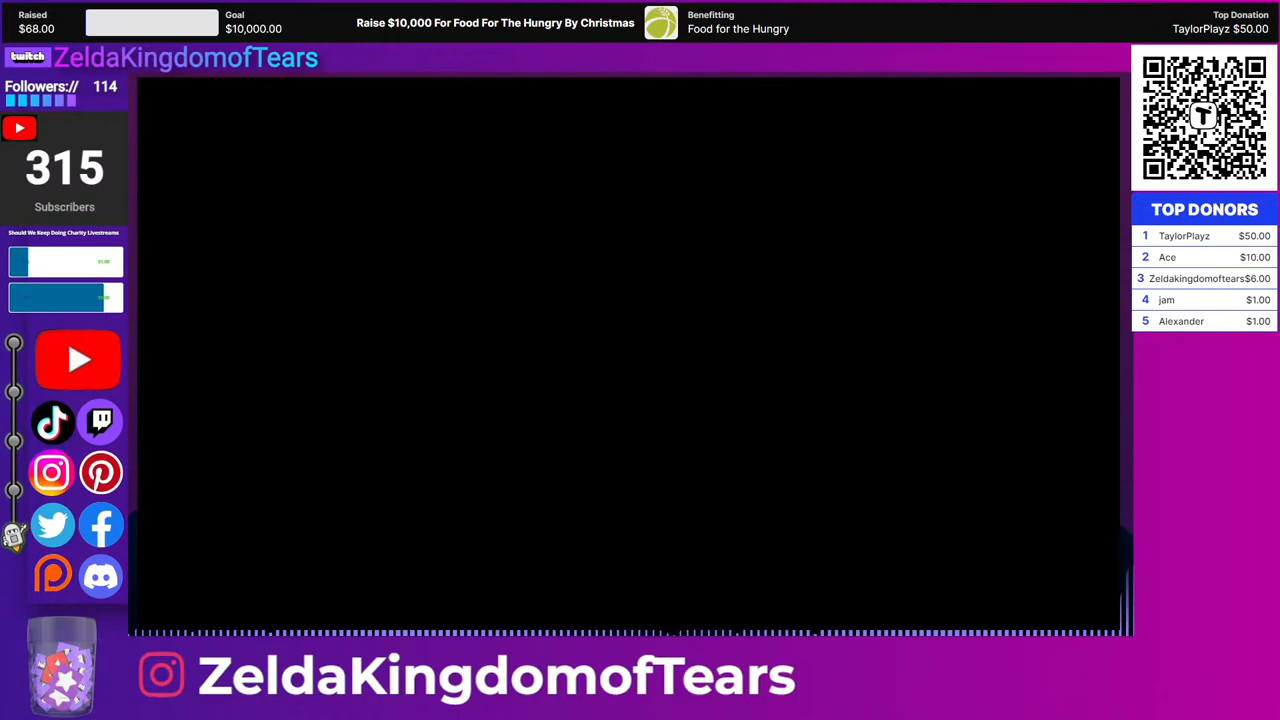 Raised
$68.00
Goal
$10,000.00
Raise $10,000 For Food For The Hungry By Christmas
Benefitting
Food for the Hungry
Top Donation
TaylorPlayz $50.00
twitch
ZeldaKingdomofTears
Followers://
114
315
Subscribers
Should We Keep Doing Charity Livestreams
T
TOP DONORS
1 TaylorPlayz $50.00
2 Ace $10.00
3 Zeldakingdomoftears$6.00
4 jam $1.00
5 Alexander $1.00
ZeldaKingdomofTears